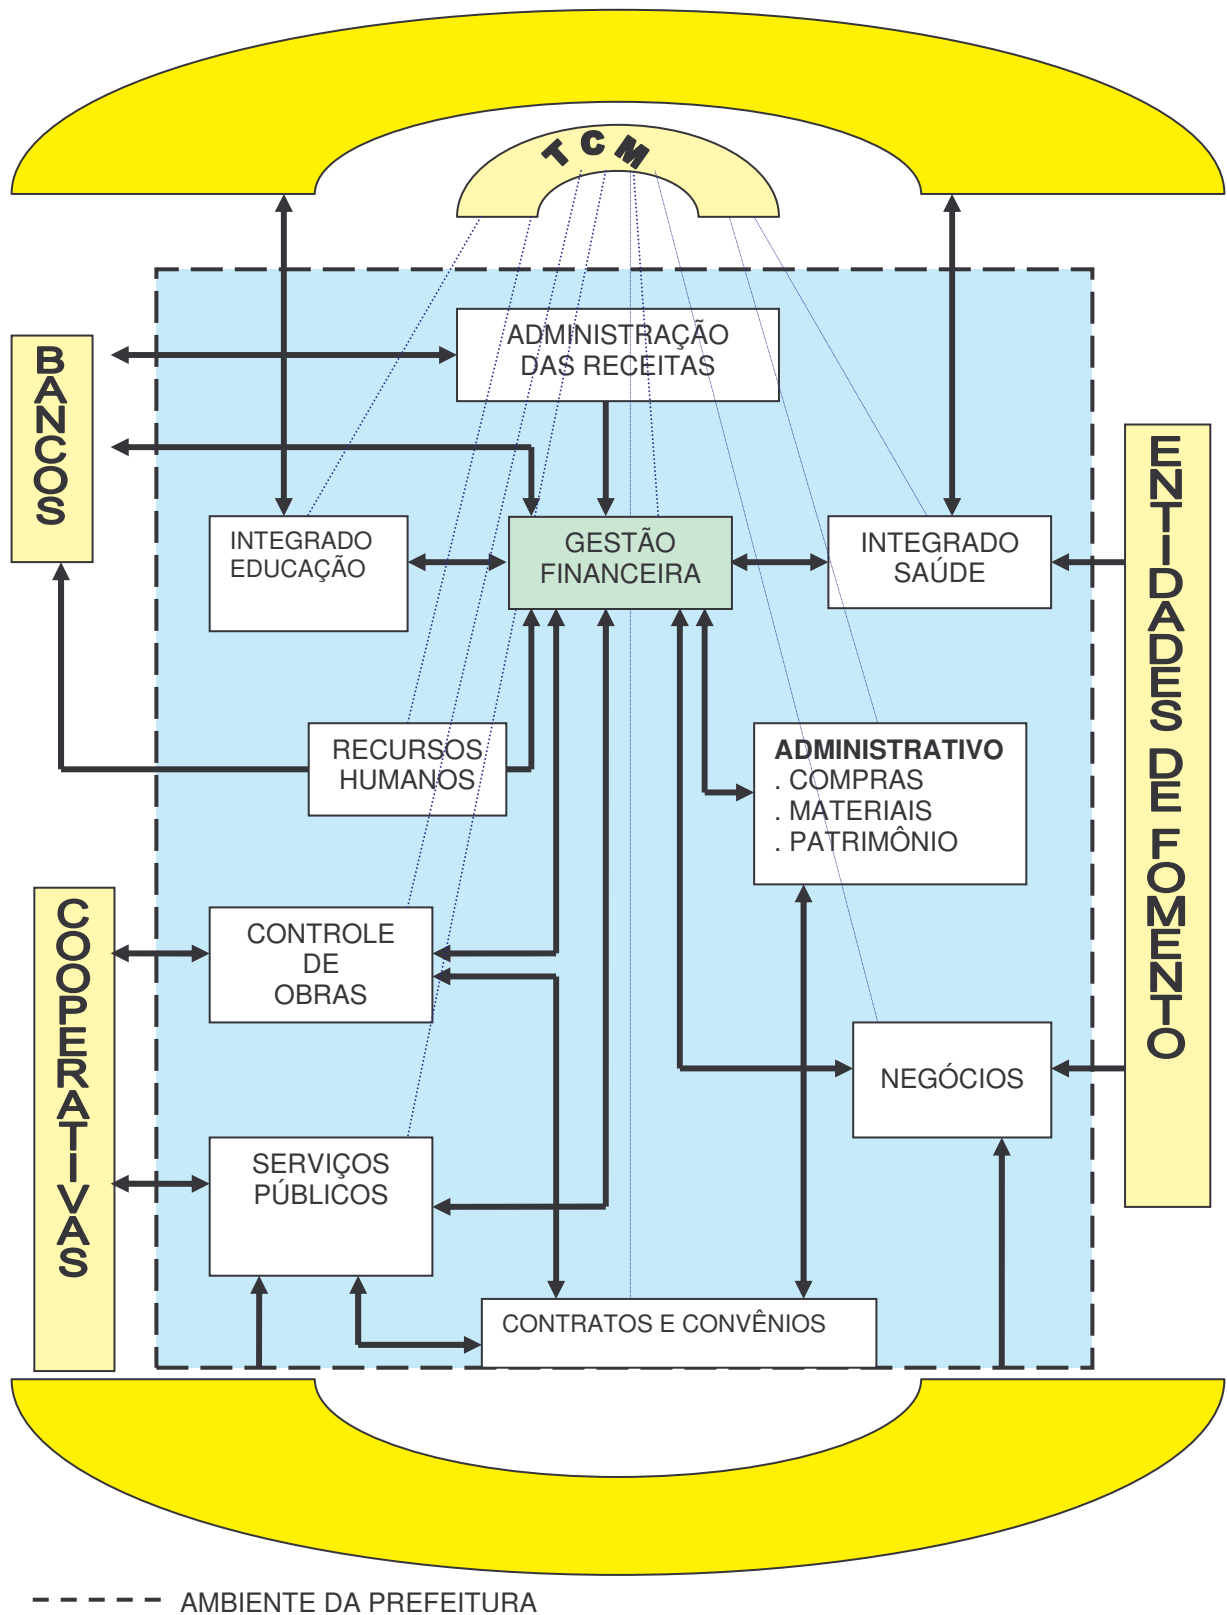 TCM
ADMINISTRAÇÃO
DAS RECEITAS
BANCOS
ENTIDADES DE FOMENTO
INTEGRADO
EDUCAÇÃO
GESTÃO
FINANCEIRA
INTEGRADO
SAÚDE
RECURSOS
HUMANOS
ADMINISTRATIVO
. COMPRAS
. MATERIAIS
. PATRIMÔNIO
COOPERATIVAS
CONTROLE
DE
OBRAS
NEGÓCIOS
SERVIÇOS
PÚBLICOS
CONTRATOS E CONVÊNIOS
AMBIENTE DA PREFEITURA